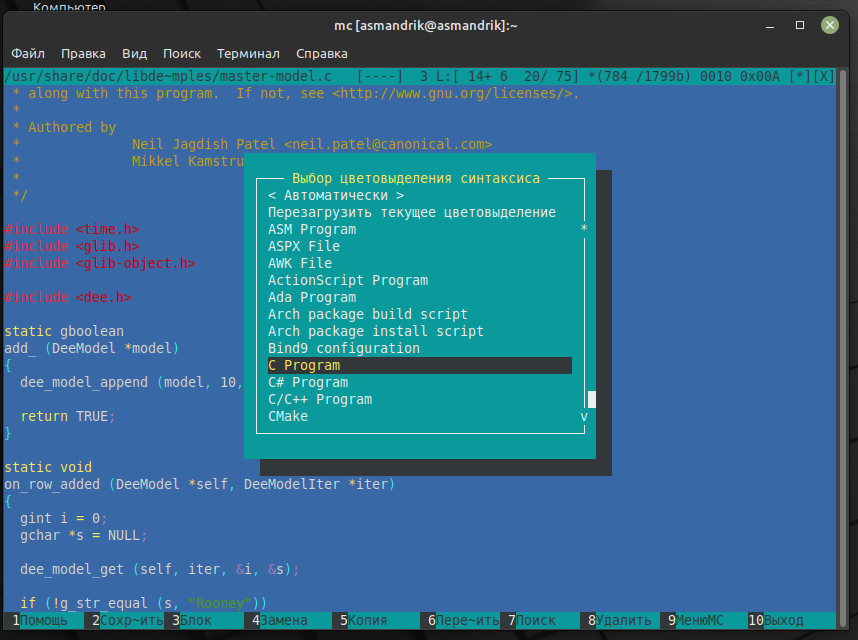 Компьютер
mc [asmandrik@asmandrik]:~
Файл Правка Вид Поиск Терминал Справка
/usr/share/doc/libde~mples/master-model.c [----] 3 L:[ 14+ 6 20/ 75] *(784 /1799b) 0010 0x00A [*][X]
* along with this program. If not, see <http://www.gnu.org/licenses/>.
*
* Authored by
* Neil Jagdish Patel <neil.patel@canonical.com>
* Mikkel Kamstru
*
*/
#include <time.h>
#include <glib.h>
#include <glib-object.h>
#include <dee.h>
static gboolean
add_ (DeeModel *model)
{
dee_model_append (model, 10,
return TRUE;
}
static void
on_row_added (DeeModel *self, DeeModelIter *iter)
{
gint i = 0;
gchar *s = NULL;
dee_model_get (self, iter, &i, &s);
if (!g_str_equal (s, "Rooney"))
Выбор цветовыделения синтаксиса
< Автоматически >
Перезагрузить текущее цветовыделение
ASM Program *
ASPX File
AWK File
ActionScript Program
Ada Program
Arch package build script
Arch package install script
Bind9 configuration
C Program
C# Program
C/C++ Program
CMake v
1Помощь 2Сохр~ить 3Блок 4Замена 5Копия 6Пере~ить 7Поиск 8Удалить 9МенюМС 10Выход